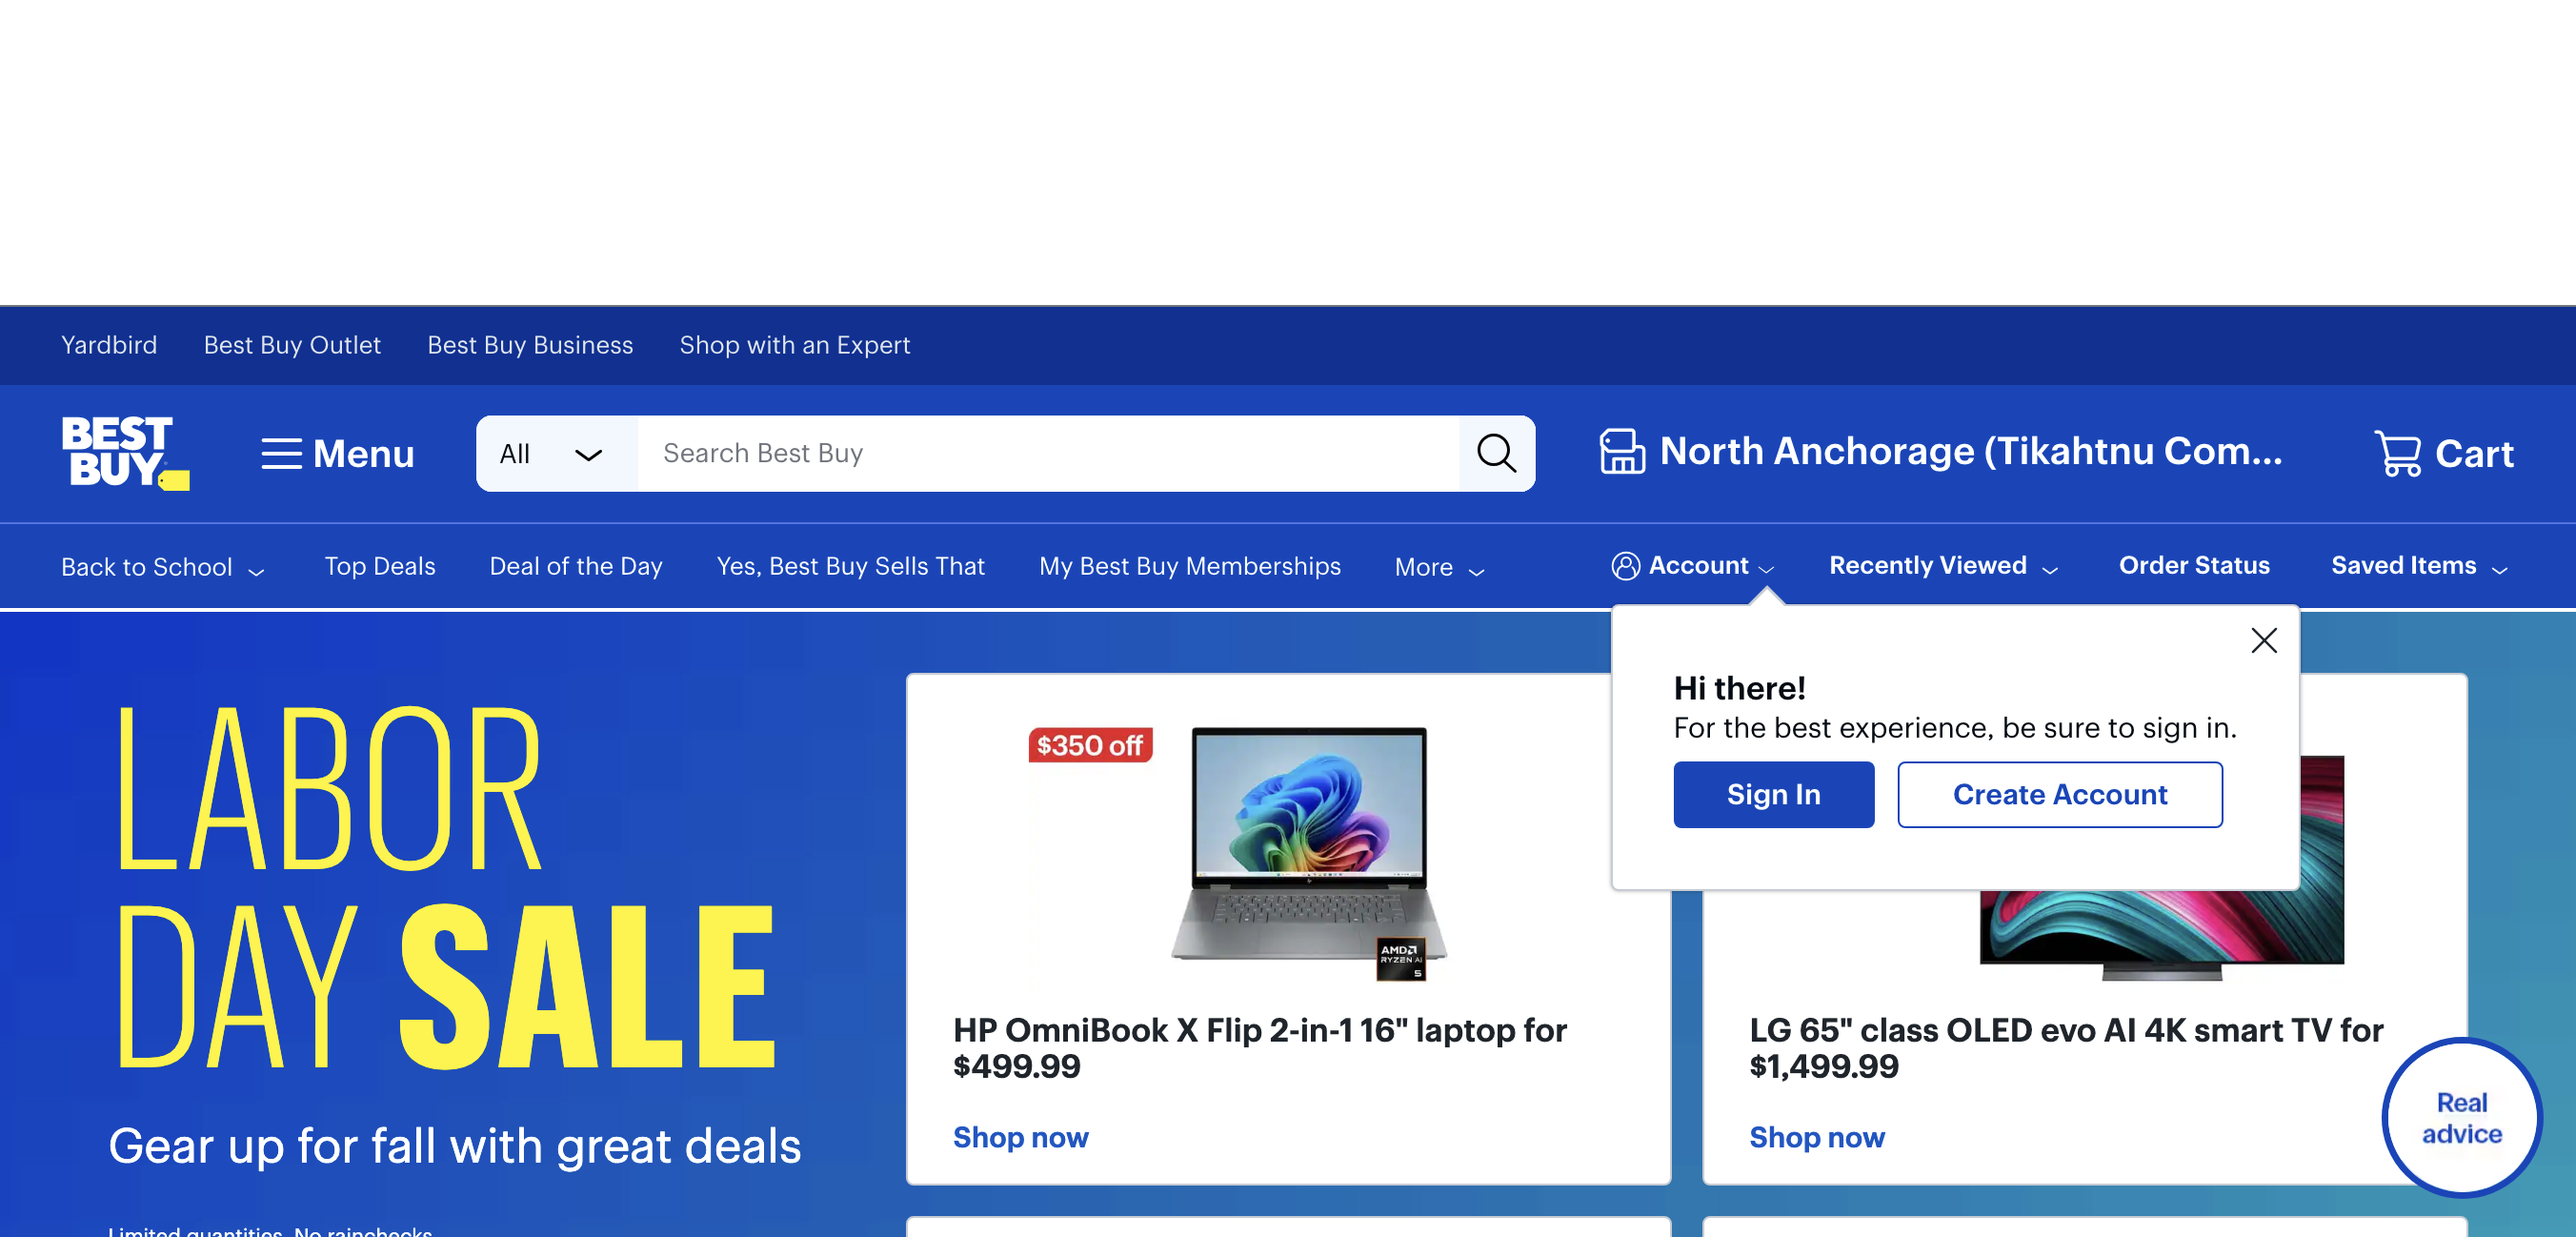 Yardbird
Best Buy Outlet
Best Buy Business
Shop with an Expert
BEST
BUY
Menu
All
Search Best Buy
North Anchorage (Tikahtnu Com...
Cart
Back to School
Top Deals
Deal of the Day
Yes, Best Buy Sells That
My Best Buy Memberships
More
Account
Recently Viewed
Order Status
Saved Items
Hi there!
For the best experience, be sure to sign in.
Sign In
Create Account
LABOR
DAY SALE
Gear up for fall with great deals
Limited quantities. No rainchecks
$350 off
AMD
RYZEN AI
5
HP OmniBook X Flip 2-in-1 16" laptop for
$499.99
Shop now
LG 65" class OLED evo AI 4K smart TV for
$1,499.99
Shop now
Real
advice